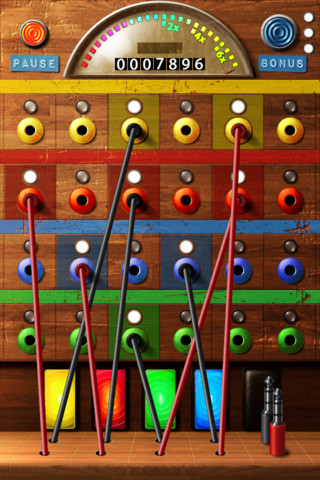 2x
4x
6x
0007896
PAUSE
BONUS